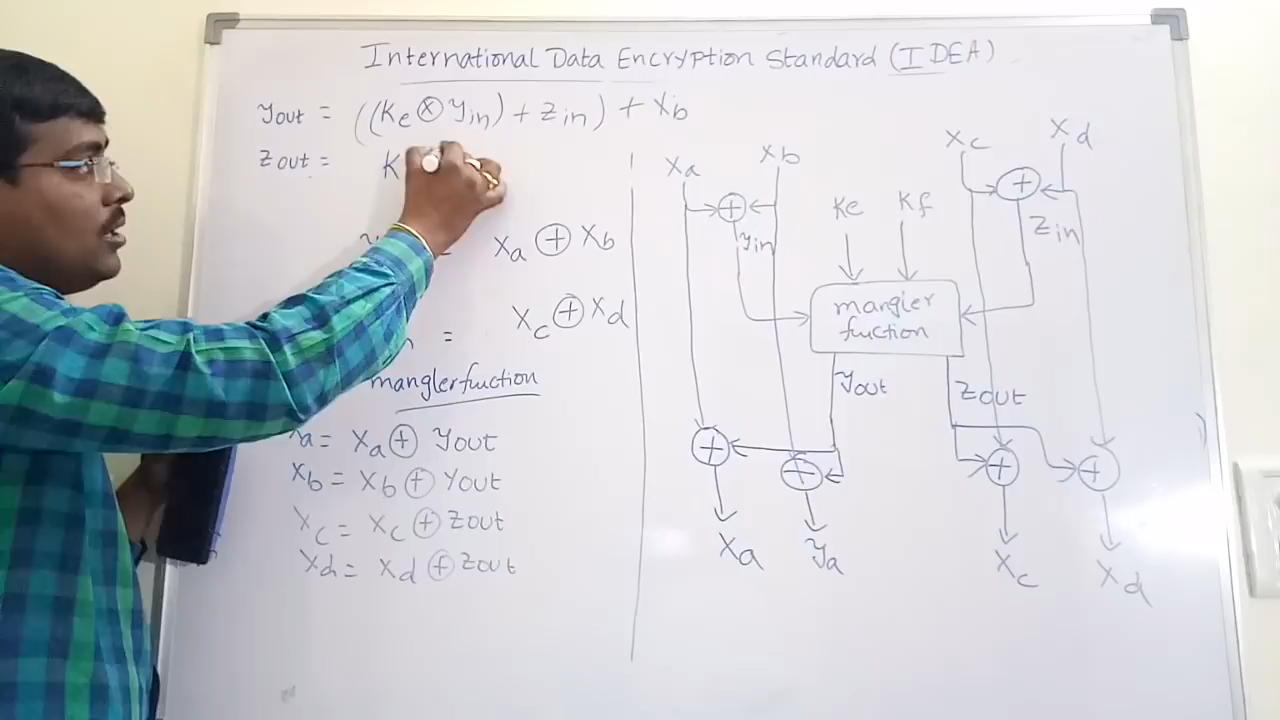 International Data Encryption Standard (IDEA)
Yout = ((Ke ⊗ Yin) + Zin) + Xb
Zout = K
= Xa ⊕ Xb
= Xc ⊕ Xd
manglerfuction
Xa = Xa ⊕ Yout
Xb = Xb ⊕ Yout
Xc = Xc ⊕ Zout
Xd = Xd ⊕ Zout
Xa Xb Xc Xd
⊕ ⊕
Ke Kf
Yin Zin
mangler
fuction
Yout Zout
⊕ ⊕ ⊕ ⊕
Xa Ya Xc Xd